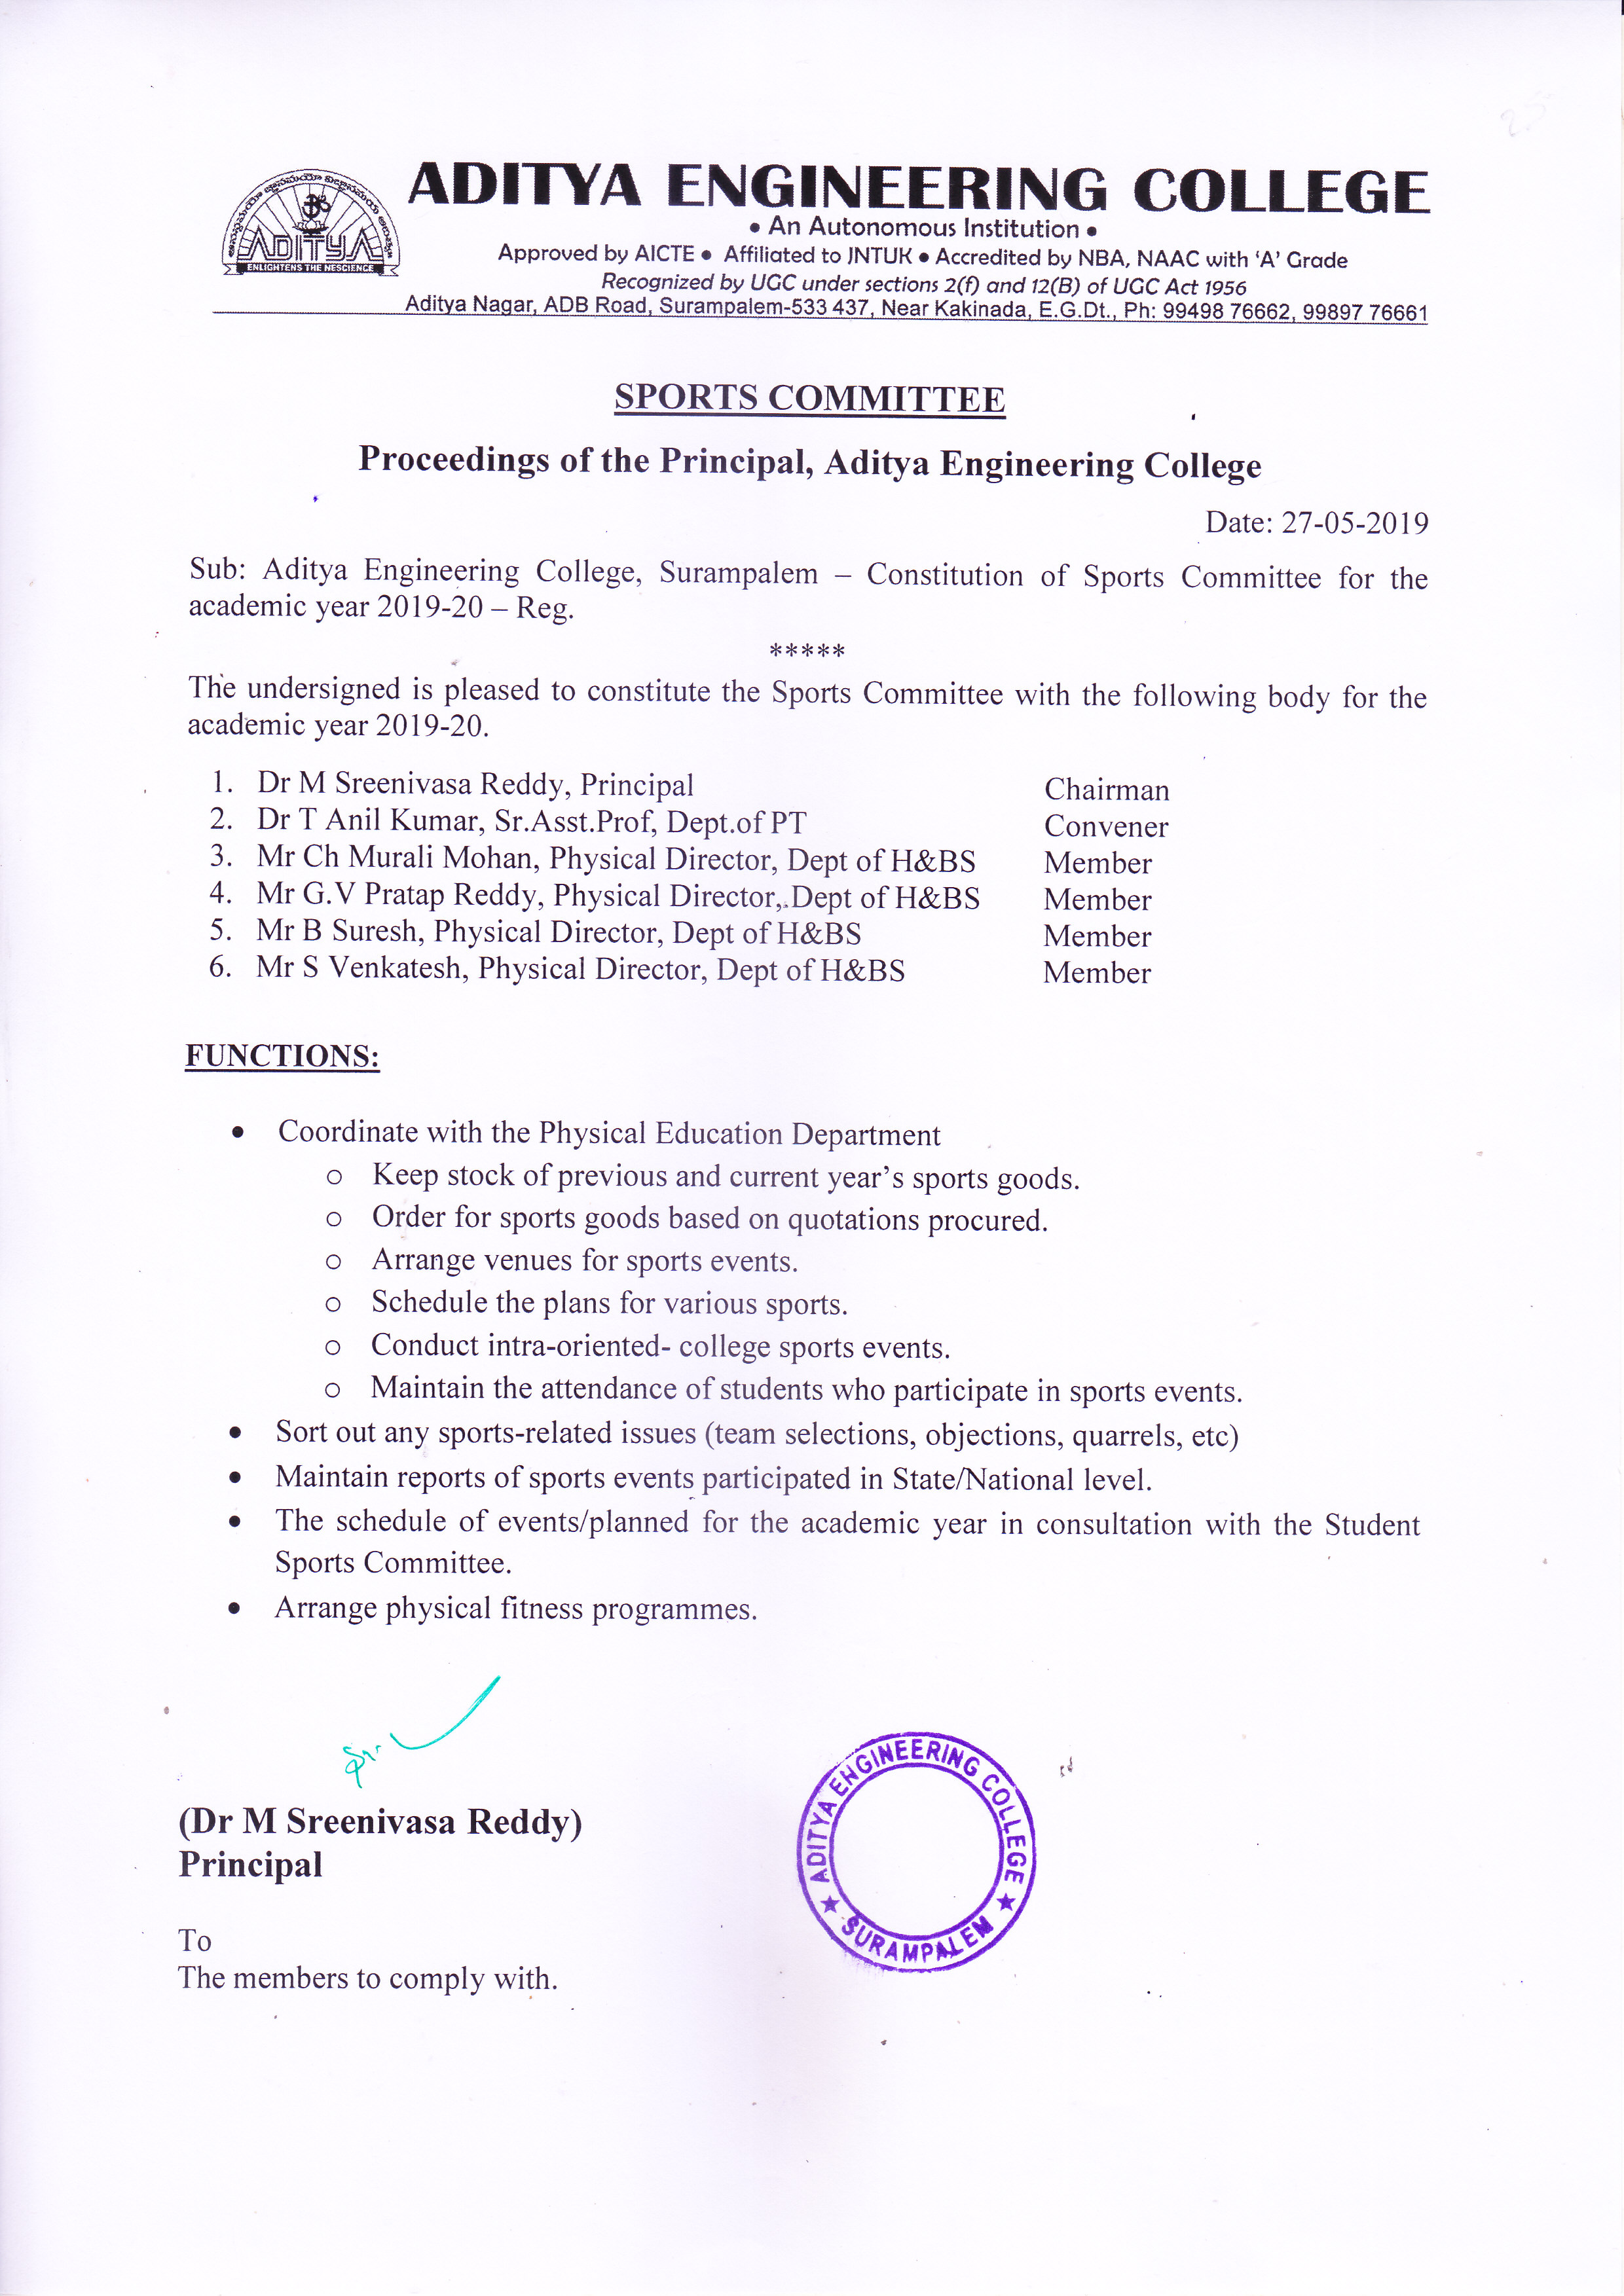 ADITYA ENGINEERING COLLEGE
ADITYA
ENLIGHTENS THE NESCIENCE
• An Autonomous Institution •
Approved by AICTE • Affiliated to JNTUK • Accredited by NBA, NAAC with ‘A’ Grade
Recognized by UGC under sections 2(f) and 12(B) of UGC Act 1956
Aditya Nagar, ADB Road, Surampalem-533 437, Near Kakinada, E.G.Dt., Ph: 99498 76662, 99897 76661
SPORTS COMMITTEE
Proceedings of the Principal, Aditya Engineering College
Date: 27-05-2019
Sub: Aditya Engineering College, Surampalem – Constitution of Sports Committee for the
academic year 2019-20 – Reg.
*****
The undersigned is pleased to constitute the Sports Committee with the following body for the
academic year 2019-20.
1. Dr M Sreenivasa Reddy, Principal Chairman
2. Dr T Anil Kumar, Sr.Asst.Prof, Dept.of PT Convener
3. Mr Ch Murali Mohan, Physical Director, Dept of H&BS Member
4. Mr G.V Pratap Reddy, Physical Director, Dept of H&BS Member
5. Mr B Suresh, Physical Director, Dept of H&BS Member
6. Mr S Venkatesh, Physical Director, Dept of H&BS Member
FUNCTIONS:
• Coordinate with the Physical Education Department
o Keep stock of previous and current year’s sports goods.
o Order for sports goods based on quotations procured.
o Arrange venues for sports events.
o Schedule the plans for various sports.
o Conduct intra-oriented- college sports events.
o Maintain the attendance of students who participate in sports events.
• Sort out any sports-related issues (team selections, objections, quarrels, etc)
• Maintain reports of sports events participated in State/National level.
• The schedule of events/planned for the academic year in consultation with the Student
Sports Committee.
• Arrange physical fitness programmes.
(Dr M Sreenivasa Reddy)
Principal
ADITYA ENGINEERING COLLEGE
★ SURAMPALEM ★
To
The members to comply with.